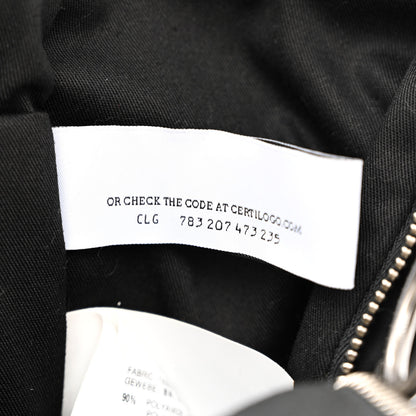 OR CHECK THE CODE AT CERTILOGO.COM
CLG 783 207 473 235
FABRIC
GEWEBE
90%